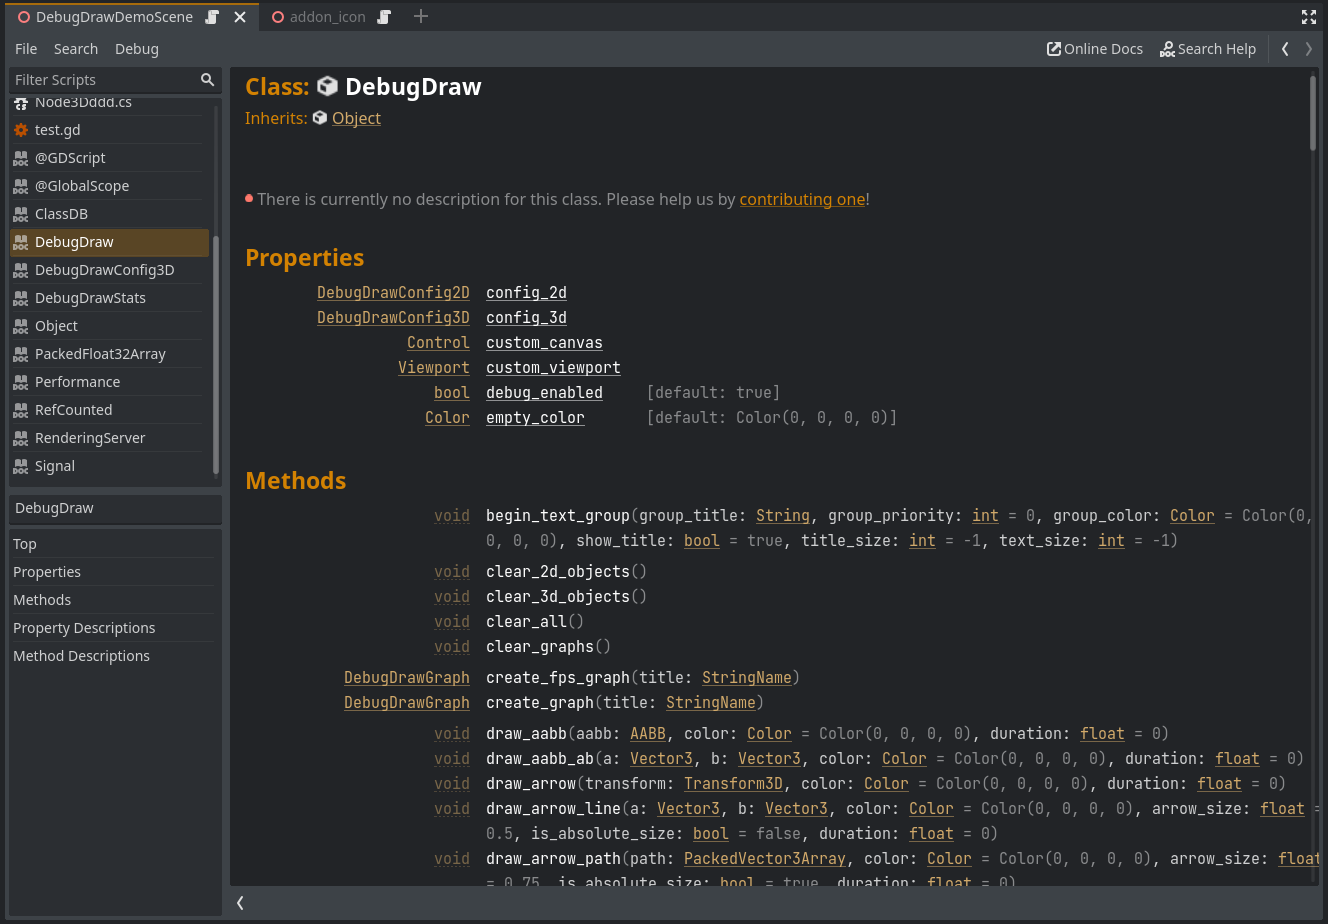 DebugDrawDemoScene addon_icon
File Search Debug Online Docs Search Help
Filter Scripts
Node3Dddd.cs
test.gd
@GDScript
@GlobalScope
ClassDB
DebugDraw
DebugDrawConfig3D
DebugDrawStats
Object
PackedFloat32Array
Performance
RefCounted
RenderingServer
Signal
DebugDraw
Top
Properties
Methods
Property Descriptions
Method Descriptions
Class: DebugDraw
Inherits: Object
There is currently no description for this class. Please help us by contributing one!
Properties
DebugDrawConfig2D config_2d
DebugDrawConfig3D config_3d
Control custom_canvas
Viewport custom_viewport
bool debug_enabled [default: true]
Color empty_color [default: Color(0, 0, 0, 0)]
Methods
void begin_text_group(group_title: String, group_priority: int = 0, group_color: Color = Color(0,
0, 0, 0), show_title: bool = true, title_size: int = -1, text_size: int = -1)
void clear_2d_objects()
void clear_3d_objects()
void clear_all()
void clear_graphs()
DebugDrawGraph create_fps_graph(title: StringName)
DebugDrawGraph create_graph(title: StringName)
void draw_aabb(aabb: AABB, color: Color = Color(0, 0, 0, 0), duration: float = 0)
void draw_aabb_ab(a: Vector3, b: Vector3, color: Color = Color(0, 0, 0, 0), duration: float = 0)
void draw_arrow(transform: Transform3D, color: Color = Color(0, 0, 0, 0), duration: float = 0)
void draw_arrow_line(a: Vector3, b: Vector3, color: Color = Color(0, 0, 0, 0), arrow_size: float =
0.5, is_absolute_size: bool = false, duration: float = 0)
void draw_arrow_path(path: PackedVector3Array, color: Color = Color(0, 0, 0, 0), arrow_size: float
= 0.75, is_absolute_size: bool = true, duration: float = 0)